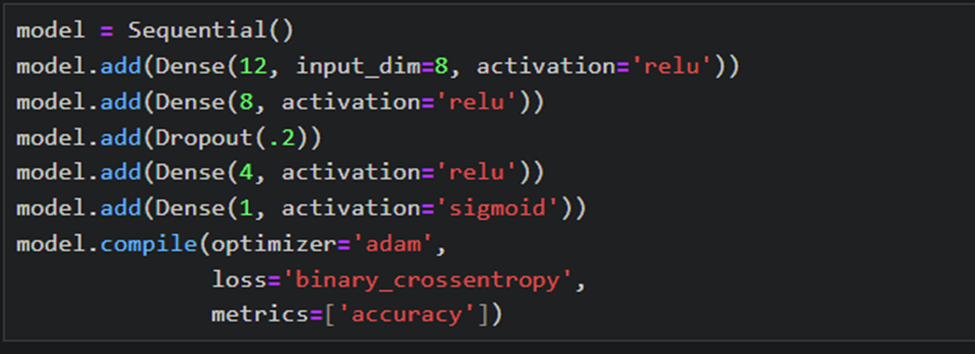 model = Sequential()
model.add(Dense(12, input_dim=8, activation='relu'))
model.add(Dense(8, activation='relu'))
model.add(Dropout(.2))
model.add(Dense(4, activation='relu'))
model.add(Dense(1, activation='sigmoid'))
model.compile(optimizer='adam',
              loss='binary_crossentropy',
              metrics=['accuracy'])